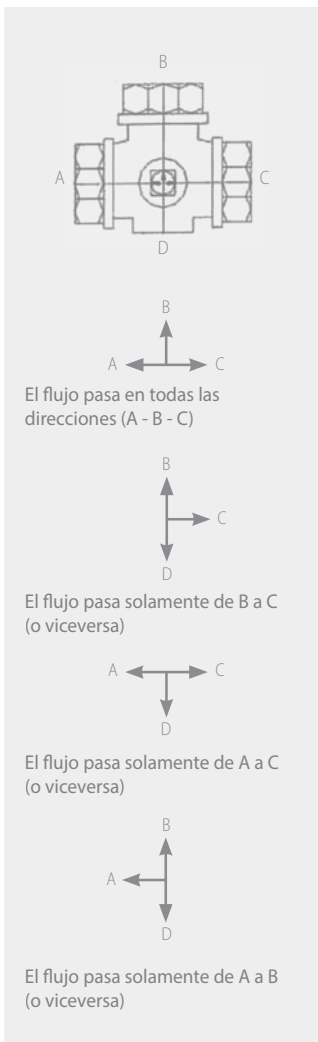 B
A C
D
B
A C
El flujo pasa en todas las
direcciones (A - B - C)
B
C
D
El flujo pasa solamente de B a C
(o viceversa)
A C
D
El flujo pasa solamente de A a C
(o viceversa)
B
A
D
El flujo pasa solamente de A a B
(o viceversa)